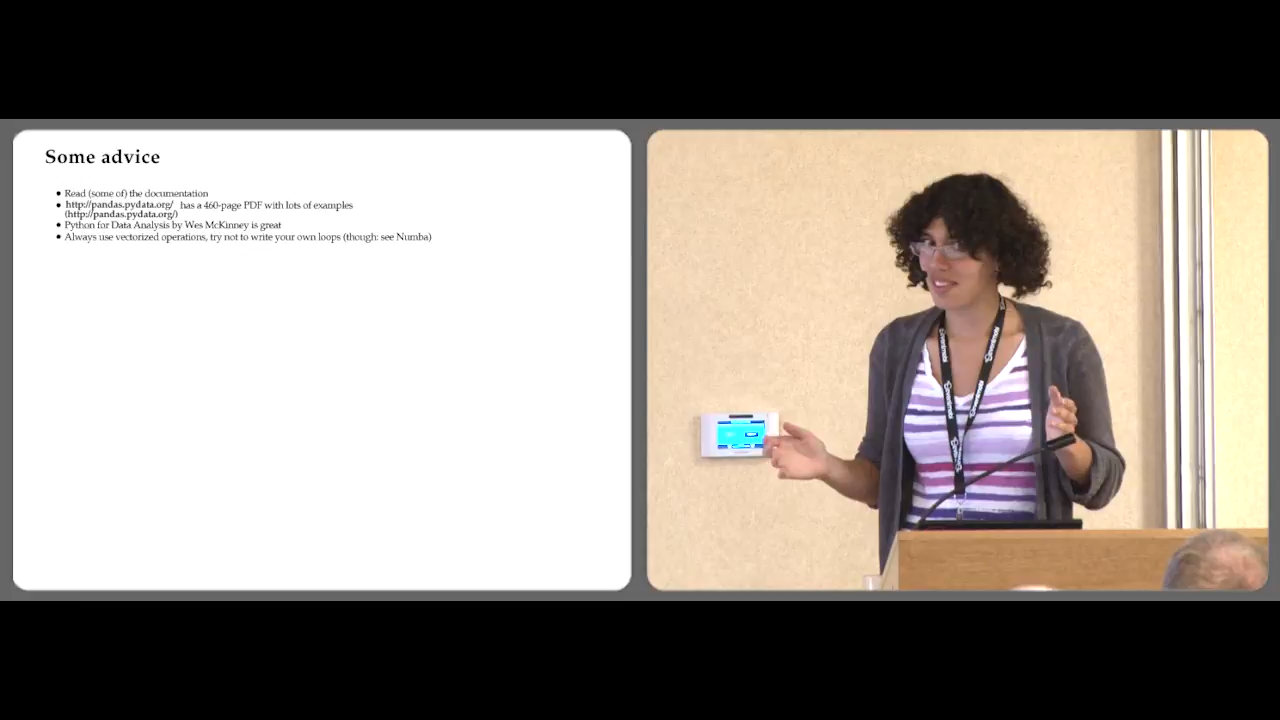 Some advice
• Read (some of) the documentation
• http://pandas.pydata.org/ has a 460-page PDF with lots of examples
(http://pandas.pydata.org/)
• Python for Data Analysis by Wes McKinney is great
• Always use vectorized operations, try not to write your own loops (though: see Numba)